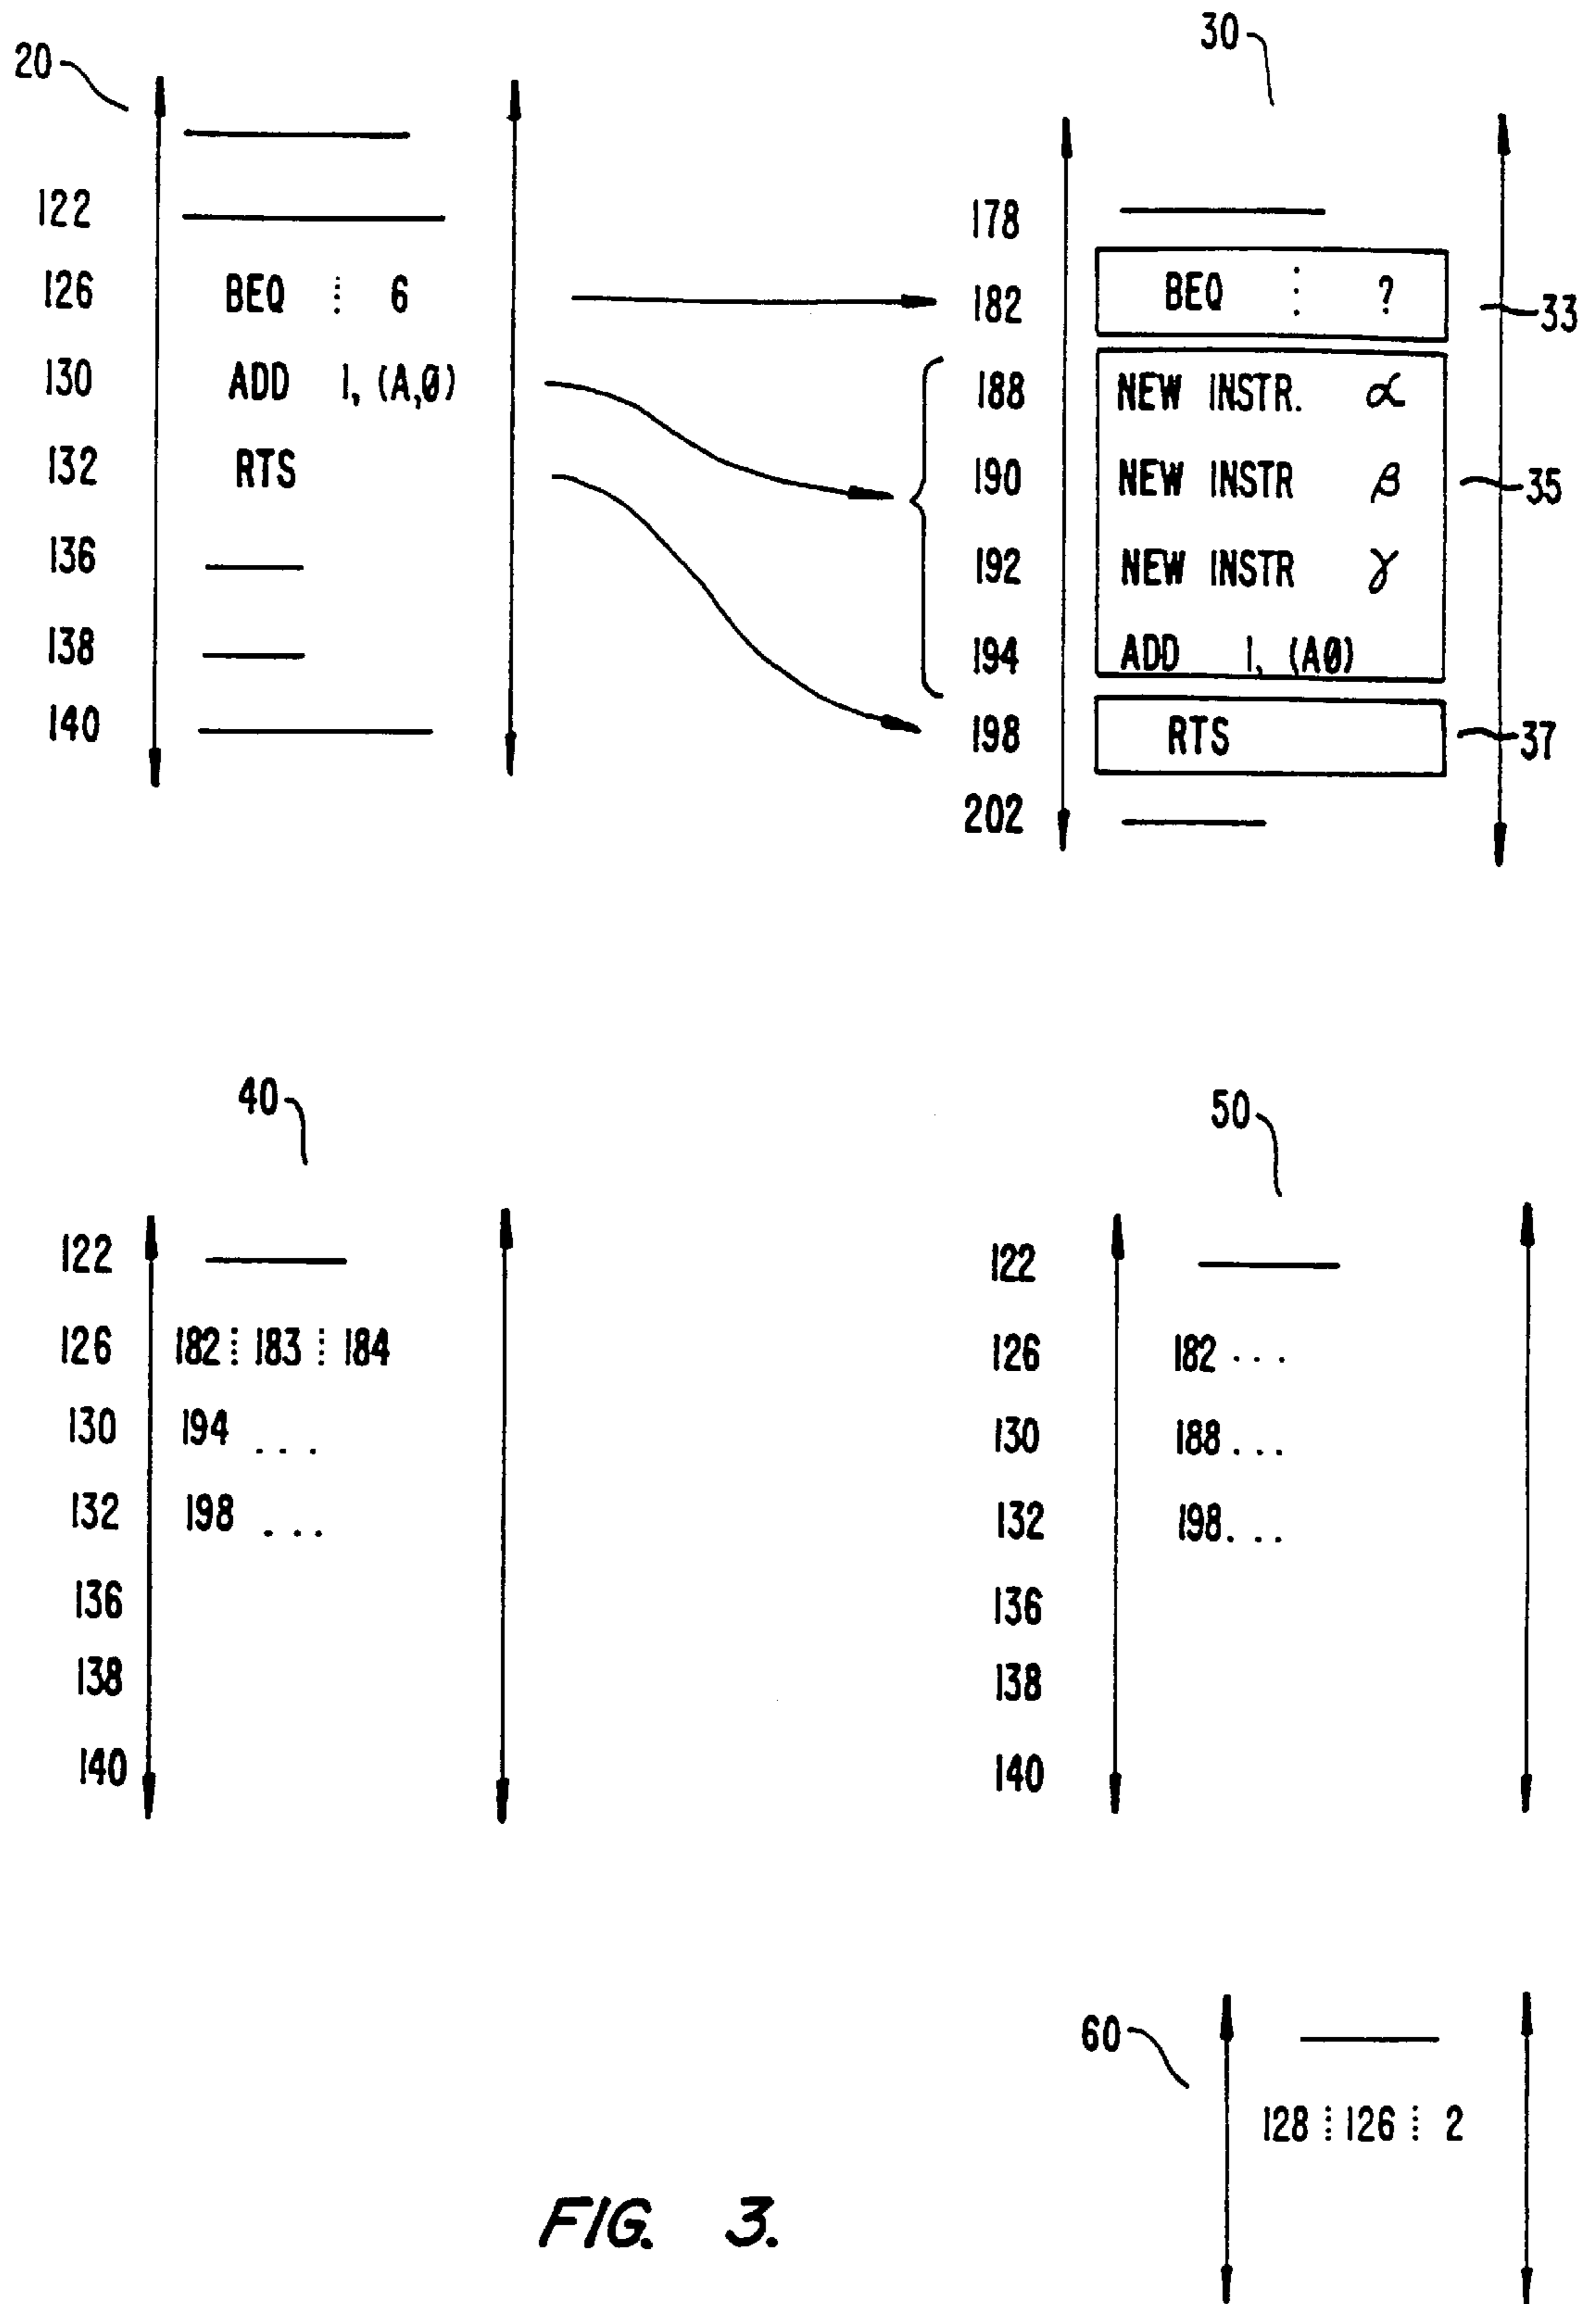 20
122
126 BEQ ⋮ 6
130 ADD 1, (A,0)
132 RTS
136
138
140
30
178
182 BEQ ⋮ ?
33
188 NEW INSTR. α
190 NEW INSTR β
35
192 NEW INSTR γ
194 ADD 1, (A0)
198 RTS
37
202
40
122
126 182 ⋮ 183 ⋮ 184
130 194 ...
132 198 ...
136
138
140
50
122
126 182 ...
130 188 ...
132 198 ...
136
138
140
60
128 ⋮ 126 ⋮ 2
FIG. 3.